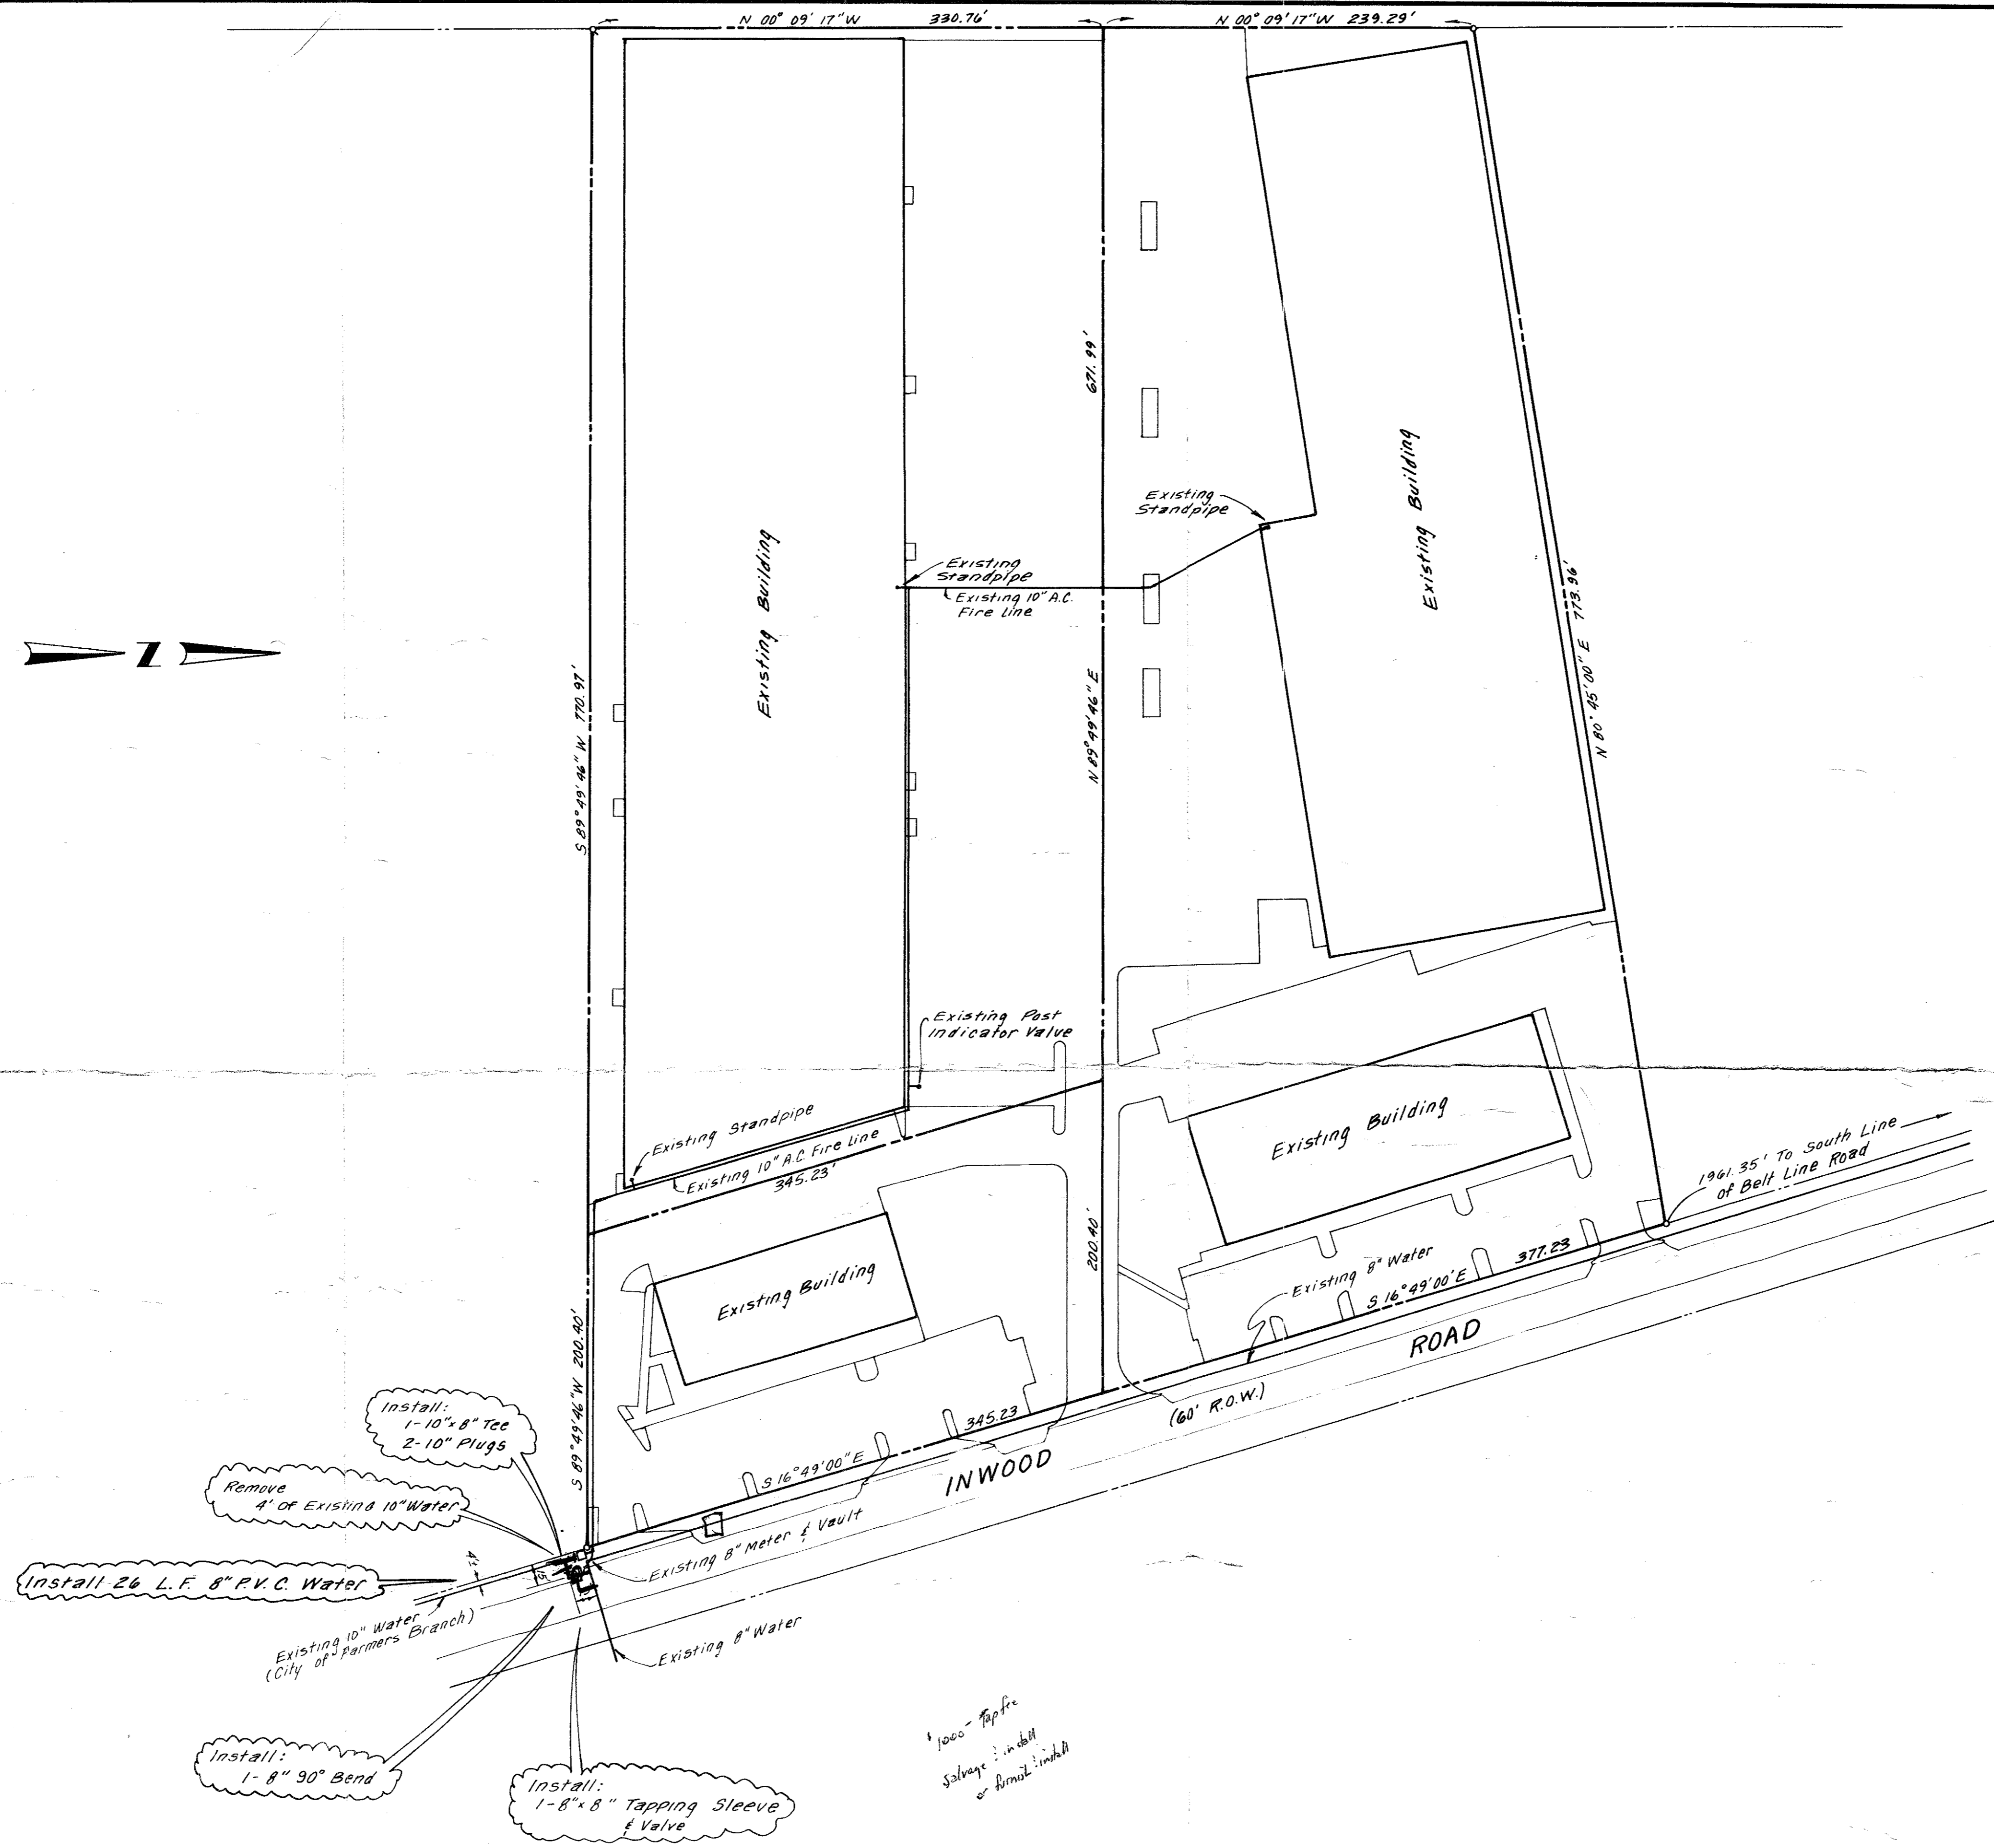 N 00° 09' 17" W 330.76'
N 00° 09' 17" W 239.29'
671.99'
Existing Building
Existing
Standpipe
Existing Building
Existing
Standpipe
Existing 10" A.C.
Fire Line
Z
S 89° 49' 46" W 770.97'
N 89° 49' 46" E
N 80° 45' 00" E 773.96'
Existing Post
Indicator Valve
Existing Standpipe
Existing 10" A.C. Fire Line
345.23'
Existing Building
1961.35' To South Line
of Belt Line Road
200.40'
Existing Building
Existing 8" Water
S 16° 49' 00" E 377.23
S 89° 49' 46" W 200.40'
ROAD
(60' R.O.W.)
345.23
S 16° 49' 00" E
INWOOD
Install:
1-10" x 8" Tee
2-10" Plugs
Remove
4' of Existing 10" Water
Existing 8" Meter & Vault
4'±
15'
Install 26 L.F. 8" P.V.C. Water
Existing 10" Water
(City of Farmers Branch)
Existing 8" Water
Install:
1-8" 90° Bend
Install:
1-8" x 8" Tapping Sleeve
& Valve
$1000- Tap fee
Salvage & install
or furnish & install